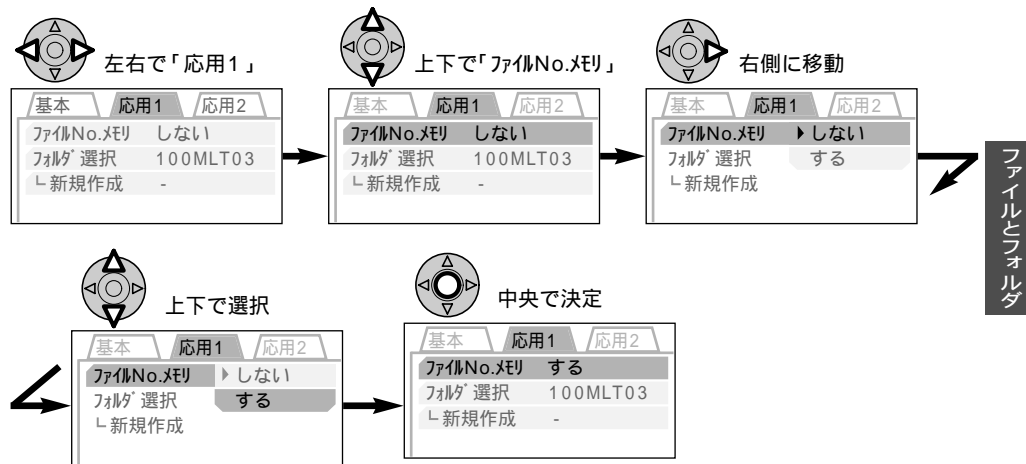 左右で「応用1」
基本 応用1 応用2
ﾌｧｲﾙNo.ﾒﾓﾘ しない
ﾌｫﾙﾀﾞ選択 100MLT03
└新規作成 -
上下で「ﾌｧｲﾙNo.ﾒﾓﾘ」
基本 応用1 応用2
ﾌｧｲﾙNo.ﾒﾓﾘ しない
ﾌｫﾙﾀﾞ選択 100MLT03
└新規作成 -
右側に移動
基本 応用1 応用2
ﾌｧｲﾙNo.ﾒﾓﾘ しない
ﾌｫﾙﾀﾞ選択 する
└新規作成
ファイルとフォルダ
上下で選択
基本 応用1 応用2
ﾌｧｲﾙNo.ﾒﾓﾘ しない
ﾌｫﾙﾀﾞ選択 する
└新規作成
中央で決定
基本 応用1 応用2
ﾌｧｲﾙNo.ﾒﾓﾘ する
ﾌｫﾙﾀﾞ選択 100MLT03
└新規作成 -